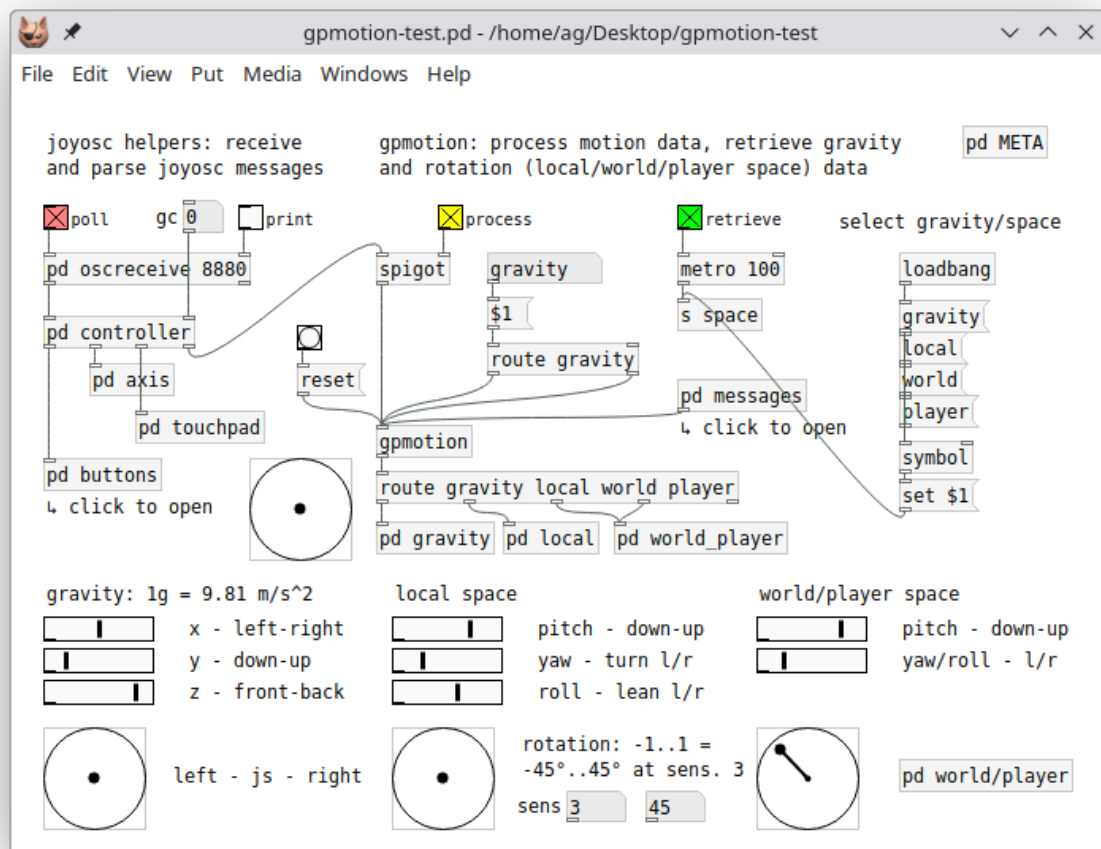 gpmotion-test.pd - /home/ag/Desktop/gpmotion-test
File Edit View Put Media Windows Help
joyosc helpers: receive
and parse joyosc messages
gpmotion: process motion data, retrieve gravity
and rotation (local/world/player space) data
pd META
poll
gc 0
print
process
retrieve
select gravity/space
pd oscreceive 8880
spigot
gravity
metro 100
loadbang
$1
s space
gravity
pd controller
local
route gravity
pd axis
reset
world
pd messages
player
pd touchpad
↳ click to open
gpmotion
symbol
pd buttons
route gravity local world player
set $1
↳ click to open
pd gravity
pd local
pd world_player
gravity: 1g = 9.81 m/s^2
x - left-right
y - down-up
z - front-back
local space
pitch - down-up
yaw - turn l/r
roll - lean l/r
world/player space
pitch - down-up
yaw/roll - l/r
left - js - right
rotation: -1..1 =
-45°..45° at sens. 3
sens 3 45
pd world/player